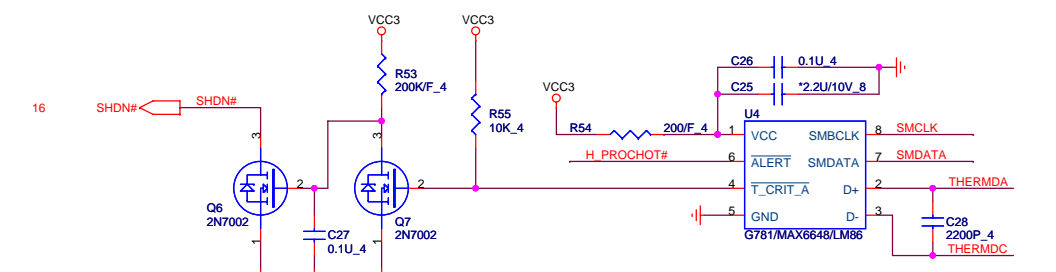 VCC3
VCC3
R53
200K/F_4
C26
0.1U_4
C25
*2.2U/10V_8
VCC3
16
SHDN#
SHDN#
R55
10K_4
U4
R54
200/F_4
1
VCC
SMBCLK
8
SMCLK
3
3
H_PROCHOT#
6
ALERT
SMDATA
7
SMDATA
2
2
4
T_CRIT_A
D+
2
THERMDA
Q6
2N7002
Q7
2N7002
5
GND
D-
3
C28
2200P_4
G781/MAX6648/LM86
C27
0.1U_4
1
1
THERMDC